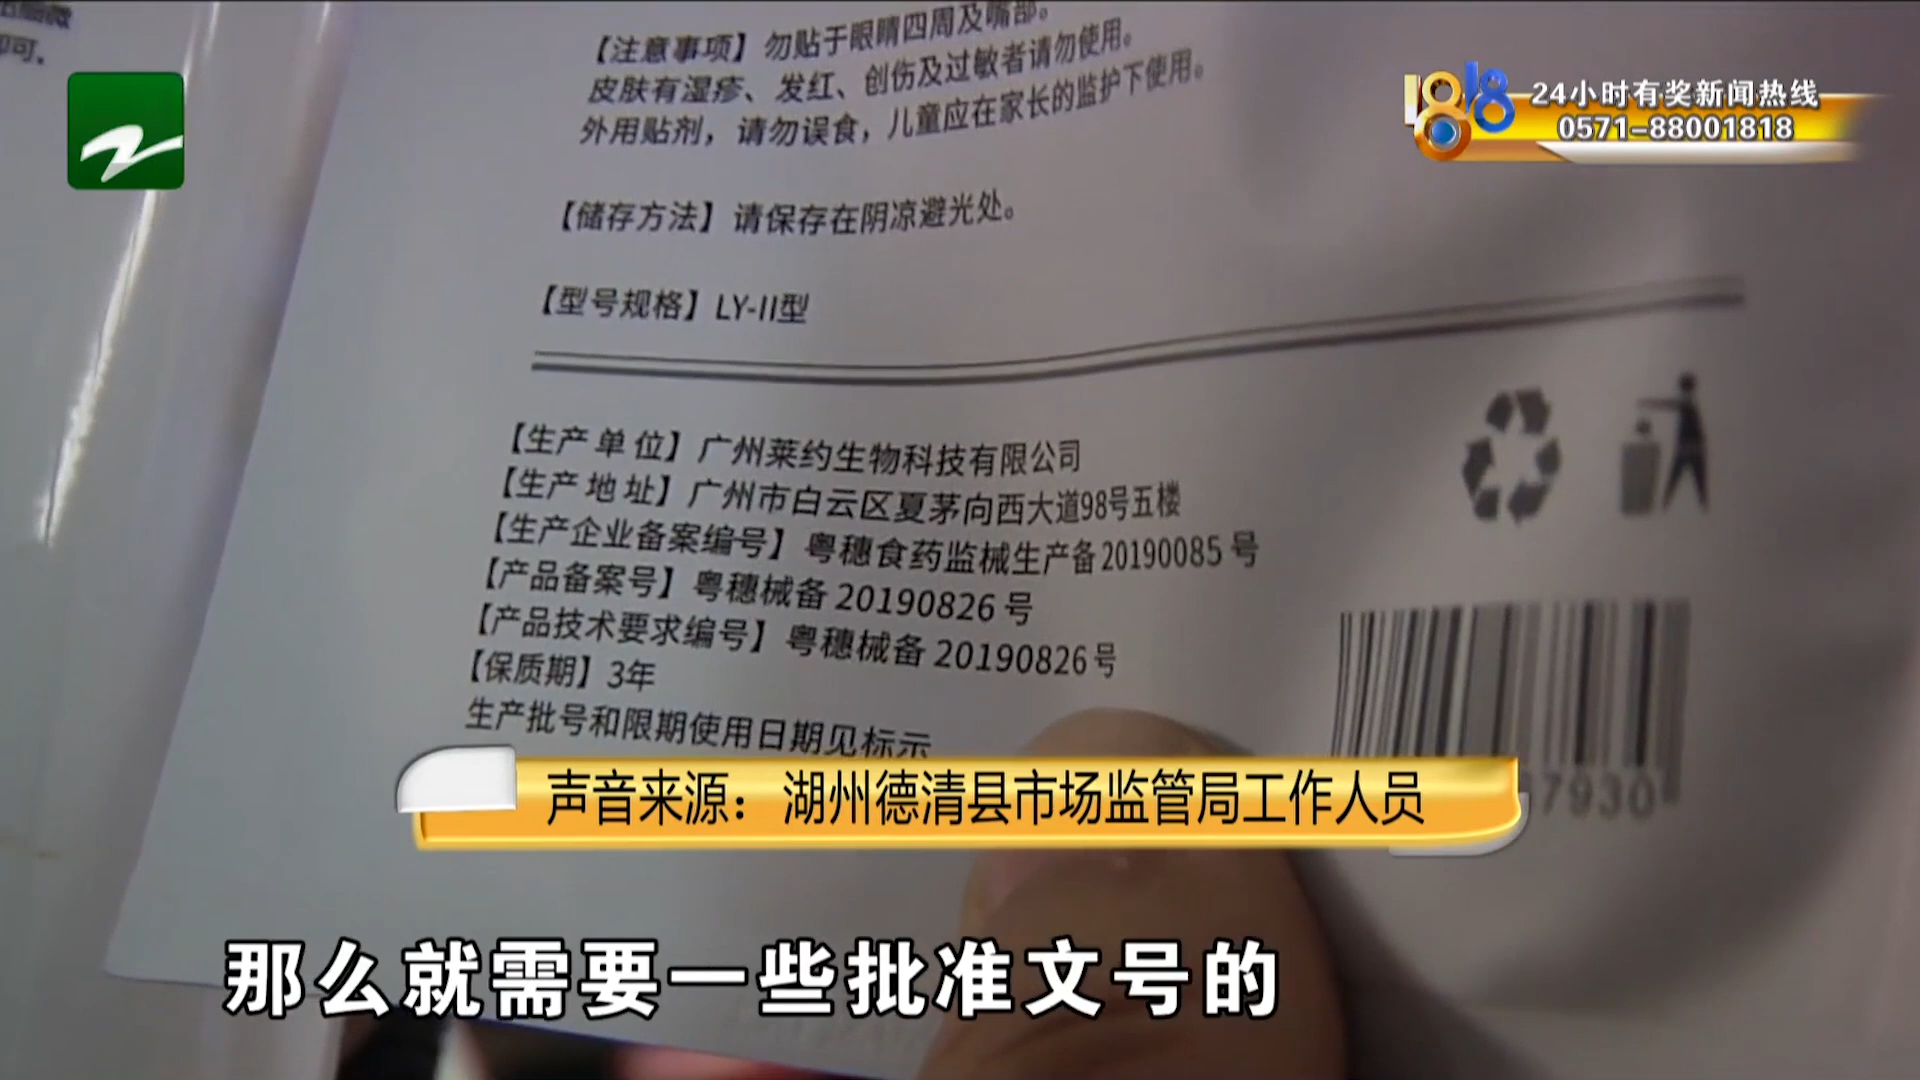 即可。
【注意事项】勿贴于眼睛四周及嘴部。
皮肤有湿疹、发红、创伤及过敏者请勿使用。
外用贴剂，请勿误食，儿童应在家长的监护下使用。
【储存方法】请保存在阴凉避光处。
【型号规格】LY-II型
【生产单位】广州莱约生物科技有限公司
【生产地址】广州市白云区夏茅向西大道98号五楼
【生产企业备案编号】粤穗食药监械生产备20190085号
【产品备案号】粤穗械备20190826号
【产品技术要求编号】粤穗械备20190826号
【保质期】3年
生产批号和限期使用日期见标示
7930
1818
24小时有奖新闻热线
0571-88001818
声音来源：湖州德清县市场监管局工作人员
那么就需要一些批准文号的